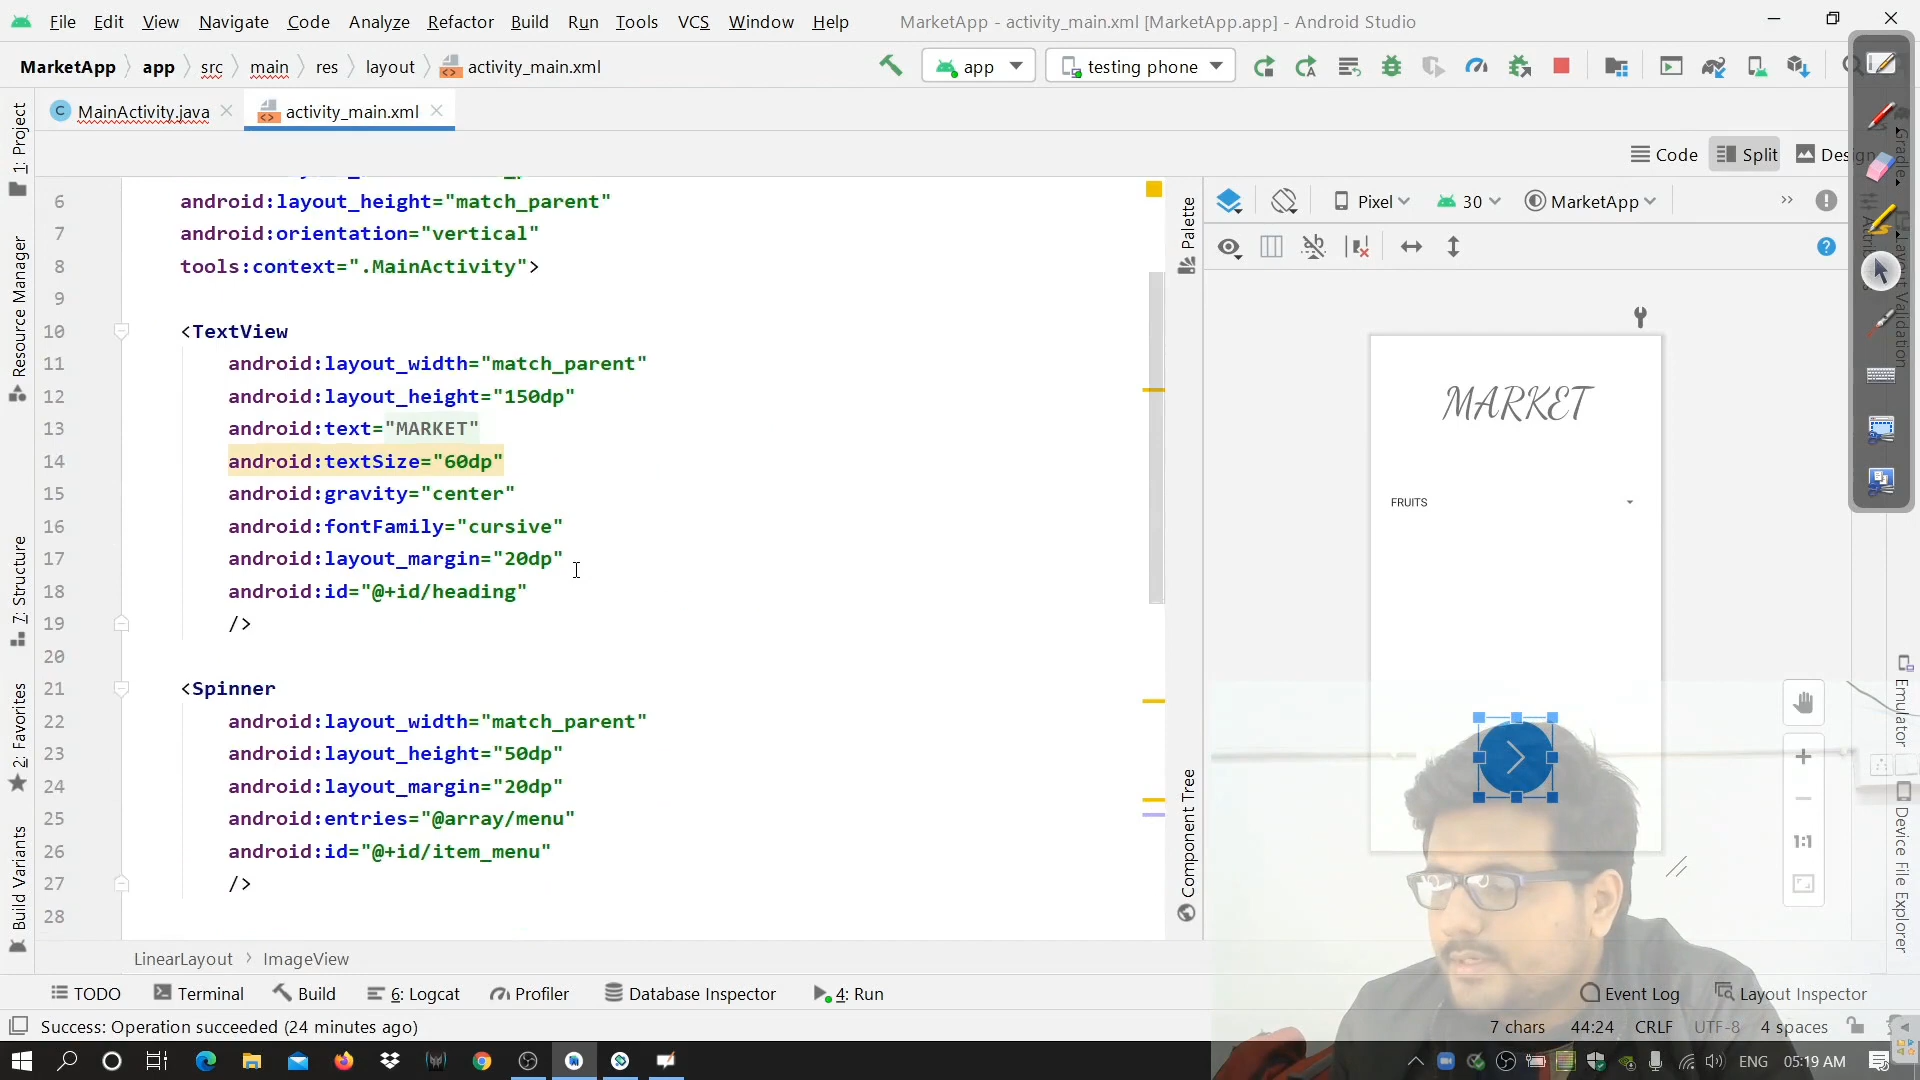 File Edit View Navigate Code Analyze Refactor Build Run Tools VCS Window Help MarketApp - activity_main.xml [MarketApp.app] - Android Studio
MarketApp app src main res layout activity_main.xml app testing phone
MainActivity.java activity_main.xml
Code Split Design
1: Project
Resource Manager
7: Structure
2: Favorites
Build Variants
6 android:layout_height="match_parent"
7 android:orientation="vertical"
8 tools:context=".MainActivity">
9
10 <TextView
11 android:layout_width="match_parent"
12 android:layout_height="150dp"
13 android:text="MARKET"
14 android:textSize="60dp"
15 android:gravity="center"
16 android:fontFamily="cursive"
17 android:layout_margin="20dp"
18 android:id="@+id/heading"
19 />
20
21 <Spinner
22 android:layout_width="match_parent"
23 android:layout_height="50dp"
24 android:layout_margin="20dp"
25 android:entries="@array/menu"
26 android:id="@+id/item_menu"
27 />
28
Palette
Component Tree
Pixel 30 MarketApp
MARKET
FRUITS
1:1
Gradle
Layout Validation
Emulator
Device File Explorer
LinearLayout ImageView
TODO Terminal Build 6: Logcat Profiler Database Inspector 4: Run Event Log Layout Inspector
Success: Operation succeeded (24 minutes ago) 7 chars 44:24 CRLF UTF-8 4 spaces
ENG 05:19 AM